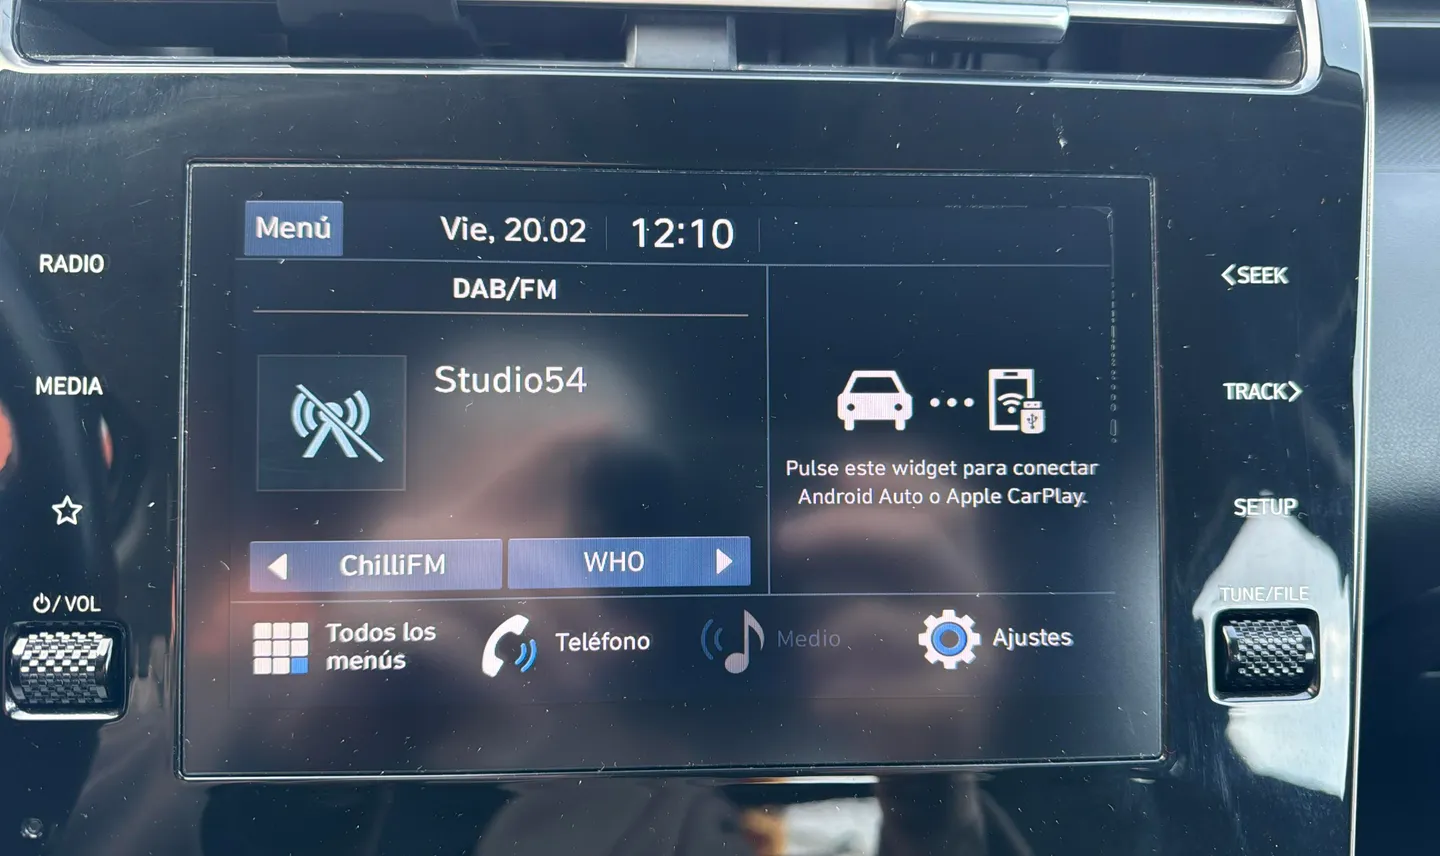 Menú
Vie, 20.02
12:10
DAB/FM
Studio54
ChilliFM
WHO
Pulse este widget para conectar
Android Auto o Apple CarPlay.
Todos los
menús
Teléfono
Medio
Ajustes
RADIO
MEDIA
/VOL
SEEK
TRACK
SETUP
TUNE/FILE